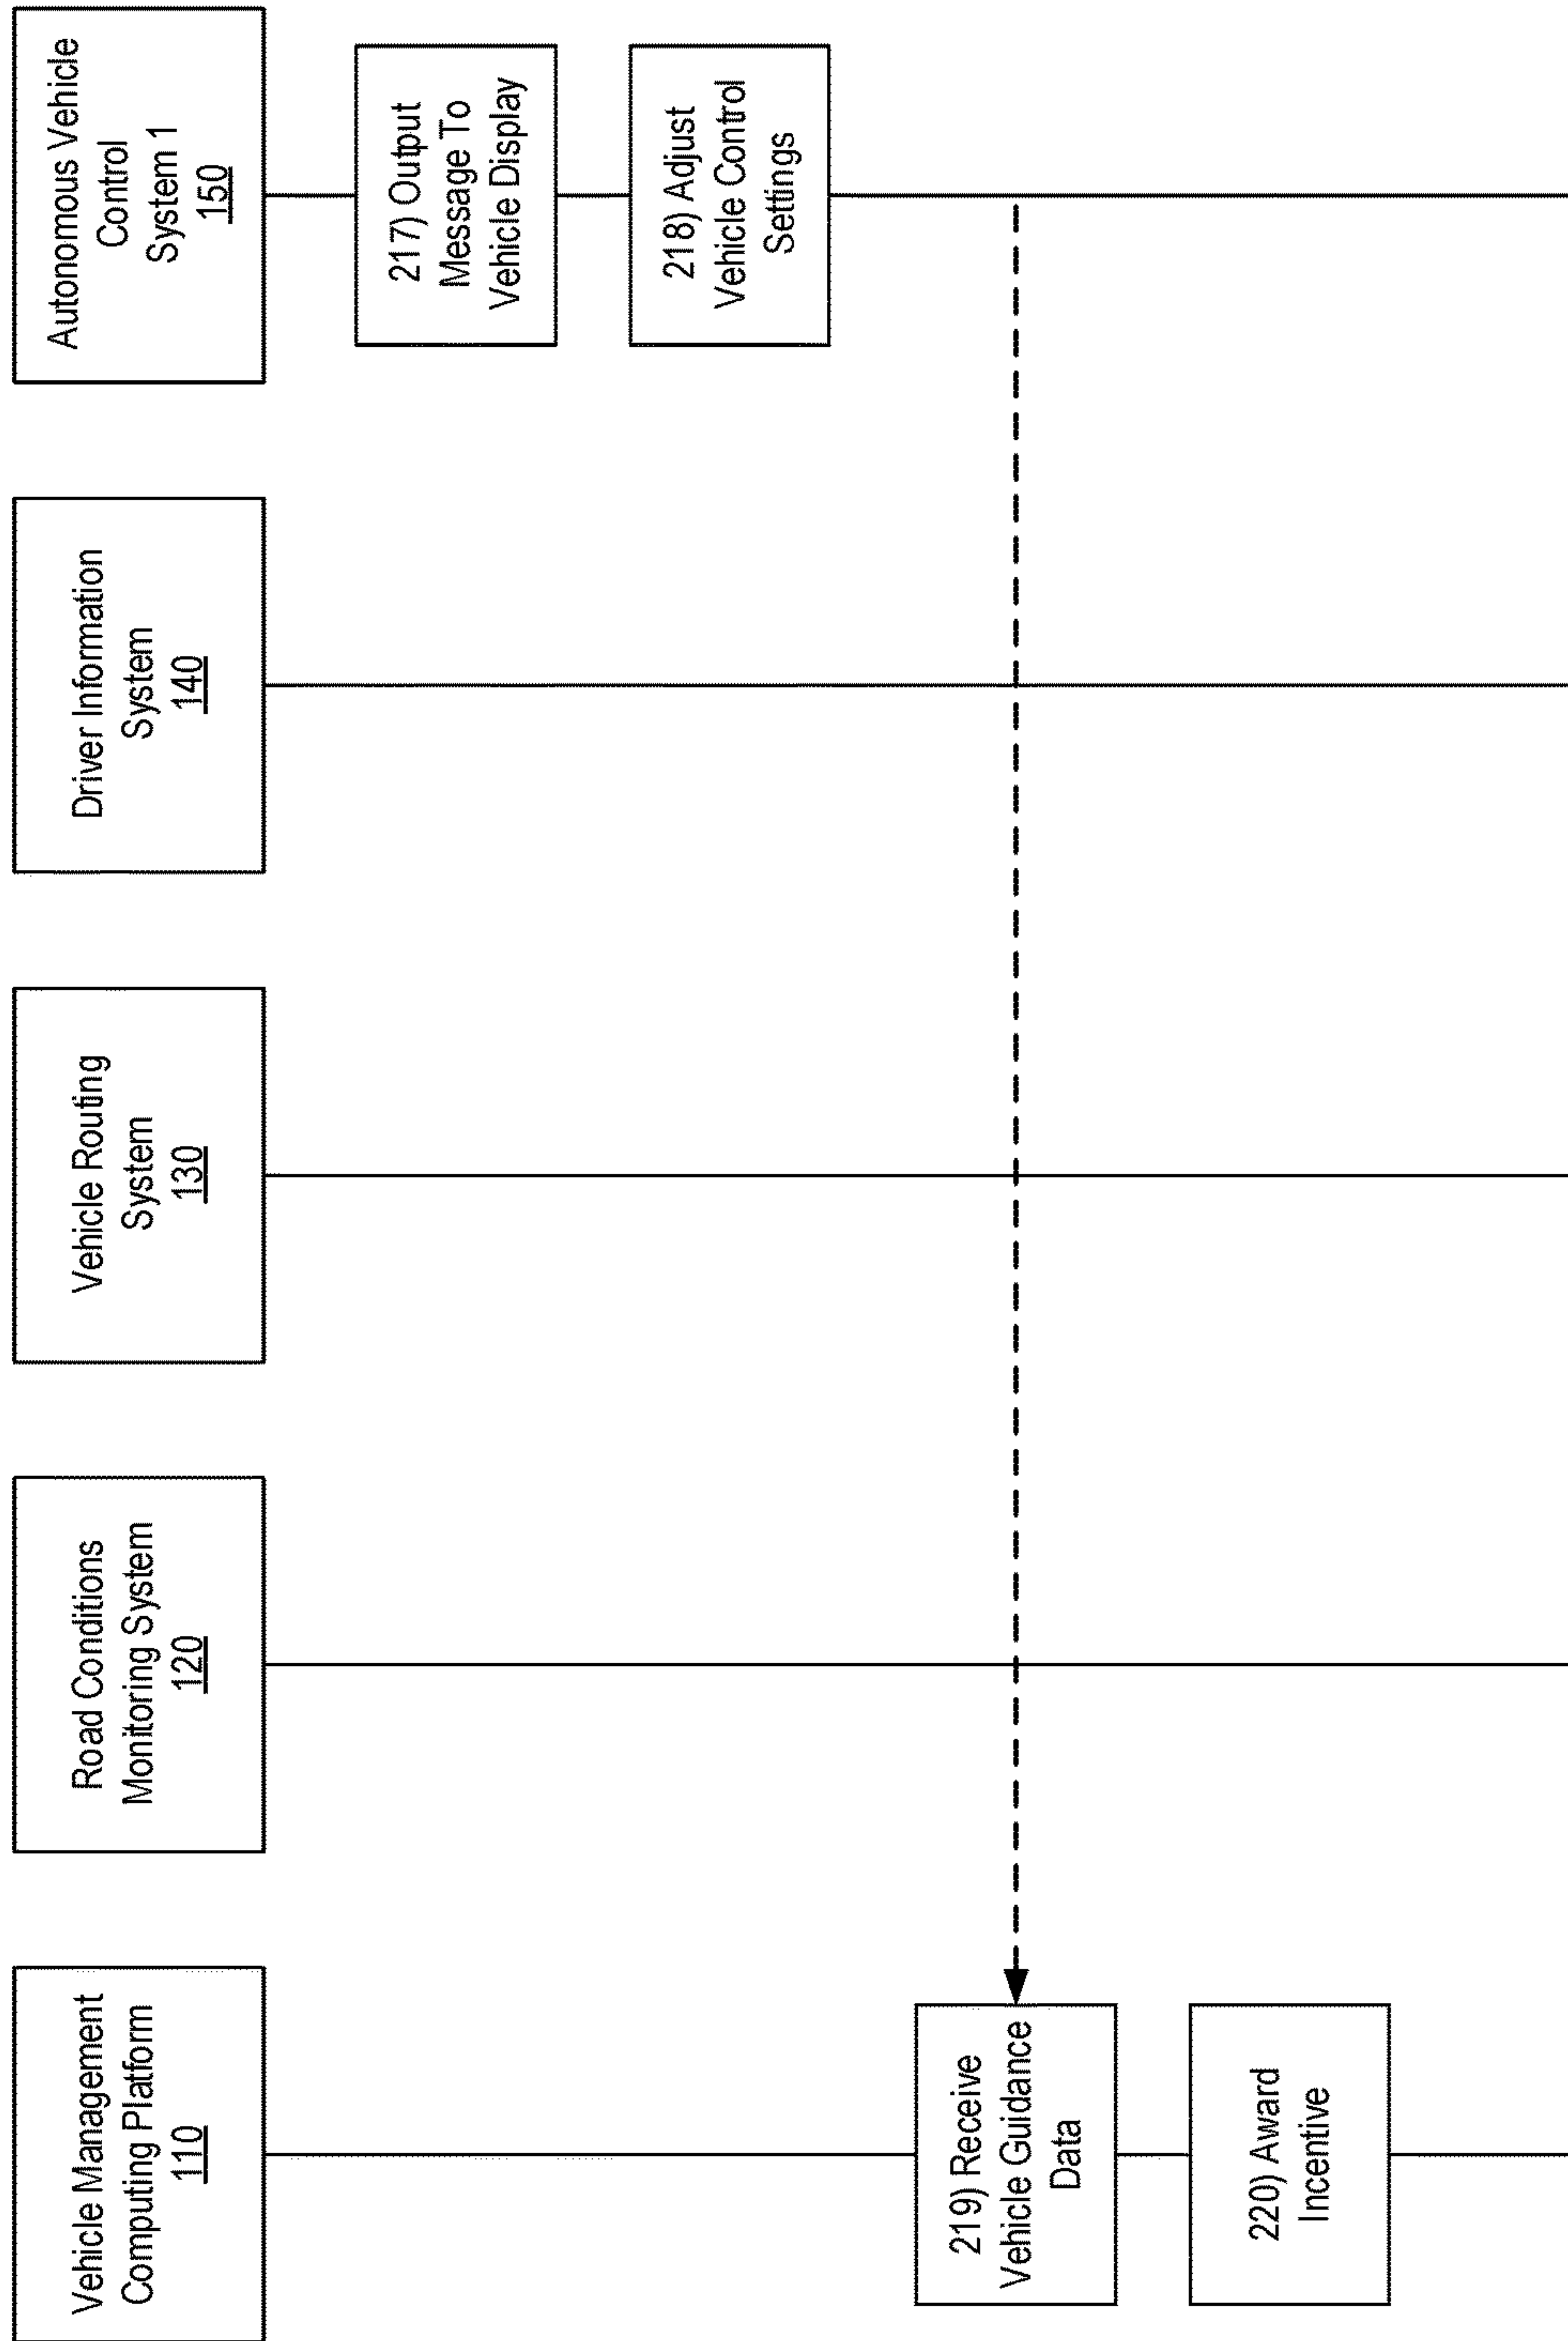 Vehicle Management
Computing Platform
110
Road Conditions
Monitoring System
120
Vehicle Routing
System
130
Driver Information
System
140
Autonomous Vehicle
Control
System 1
150
217) Output
Message To
Vehicle Display
218) Adjust
Vehicle Control
Settings
219) Receive
Vehicle Guidance
Data
220) Award
Incentive